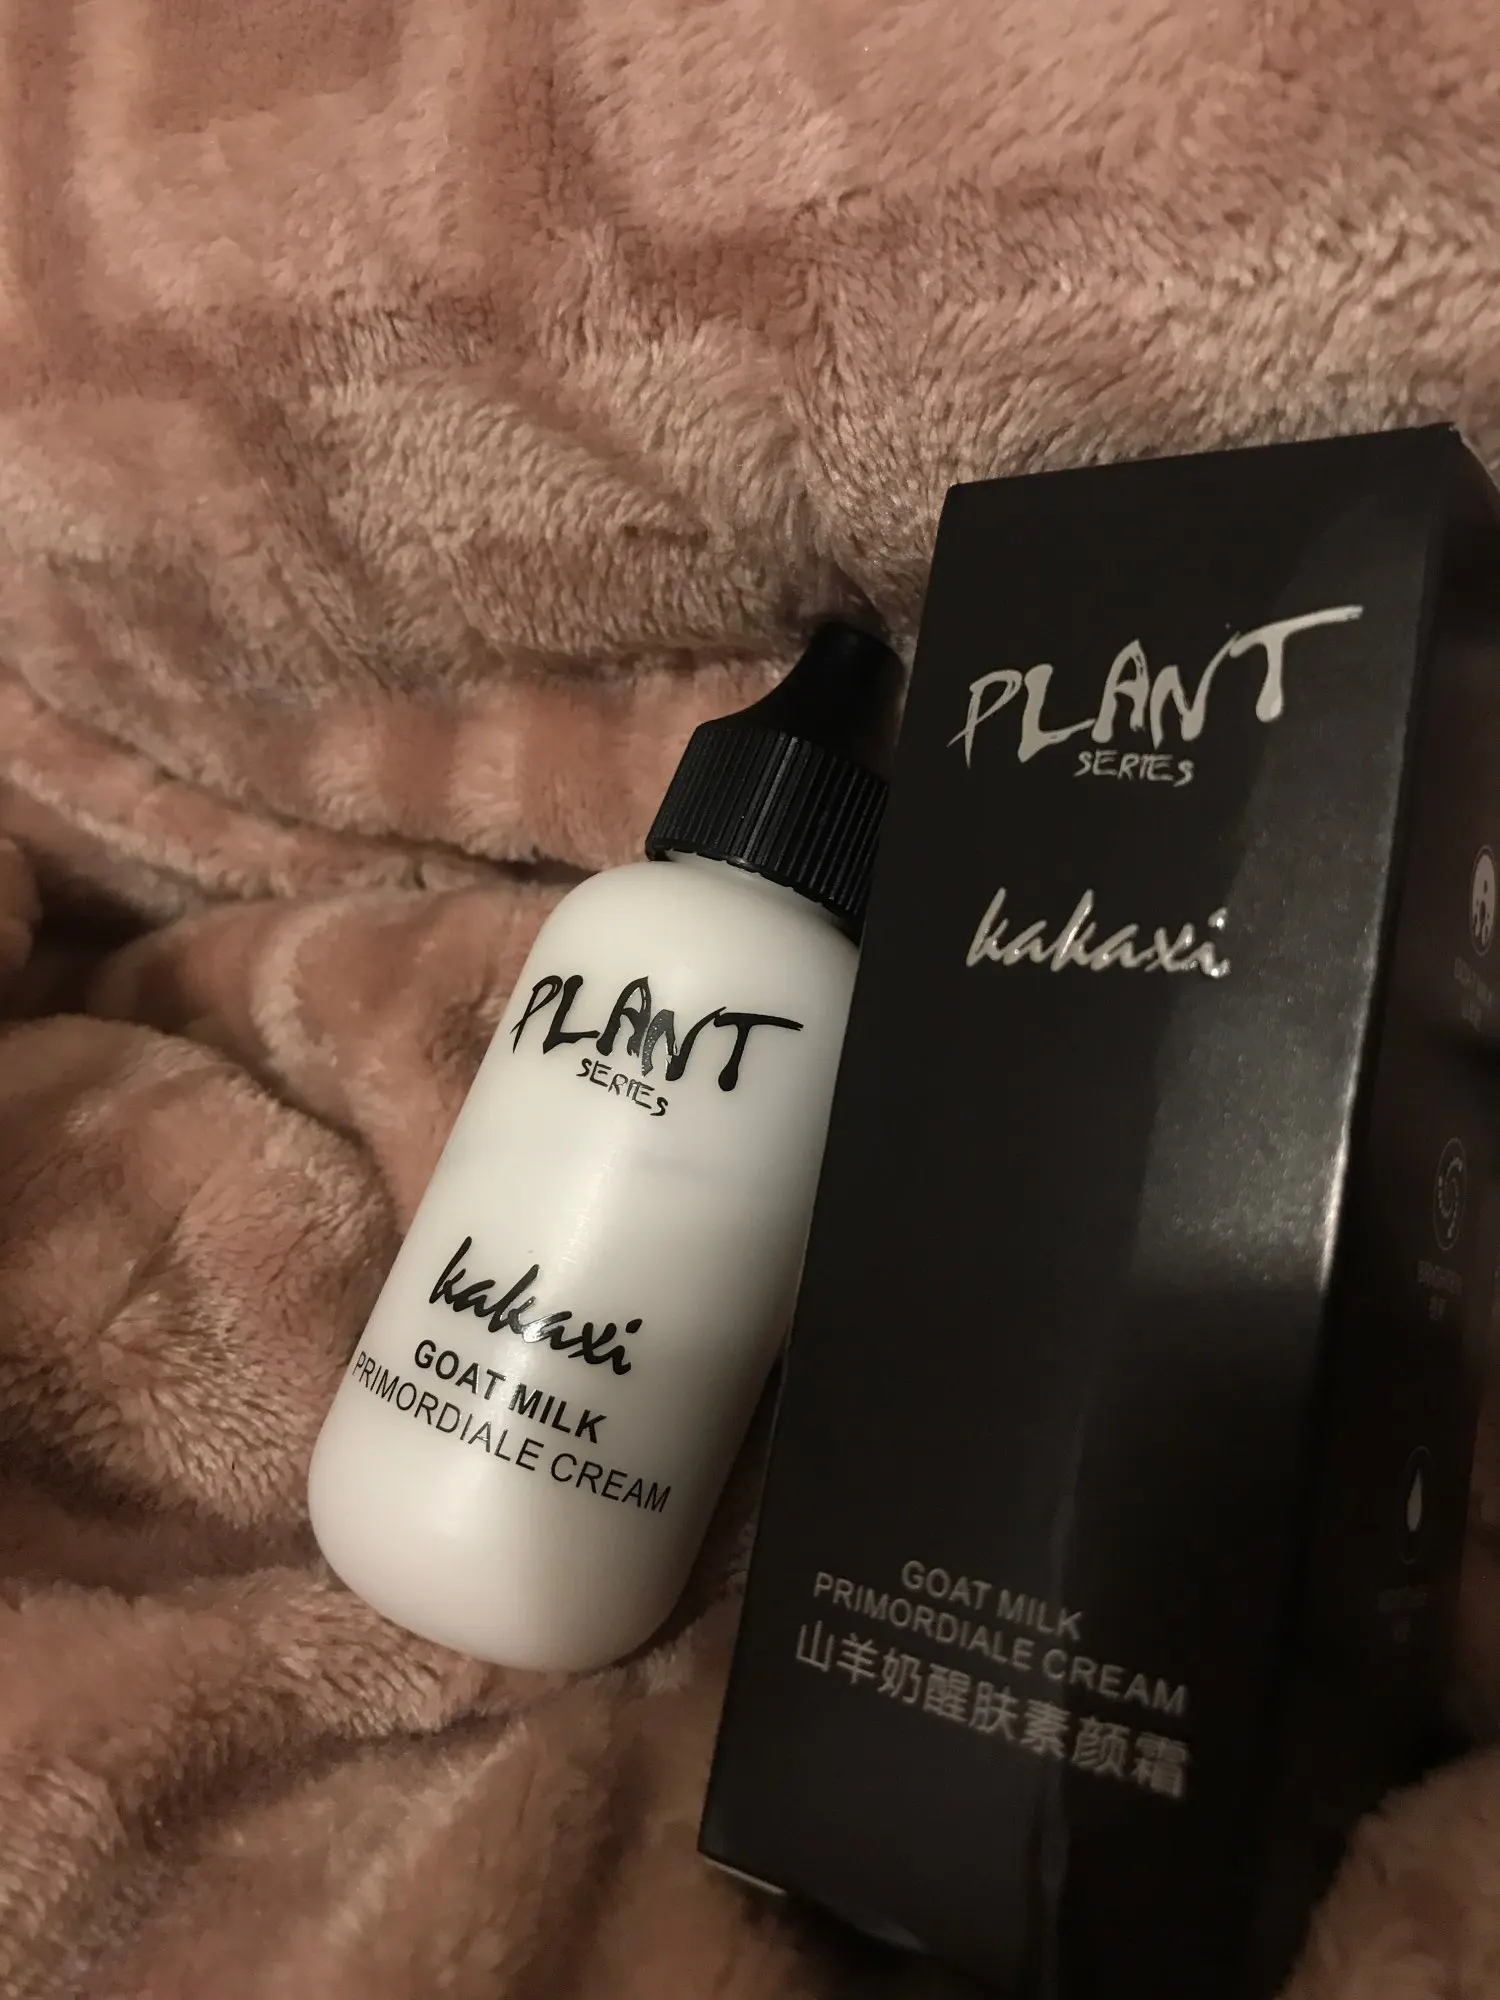 PLANT
SERIES
kakaxi
GOAT MILK
PRIMORDIALE CREAM
PLANT
SERIES
kakaxi
GOAT MILK
PRIMORDIALE CREAM
山羊奶醒肤素颜霜